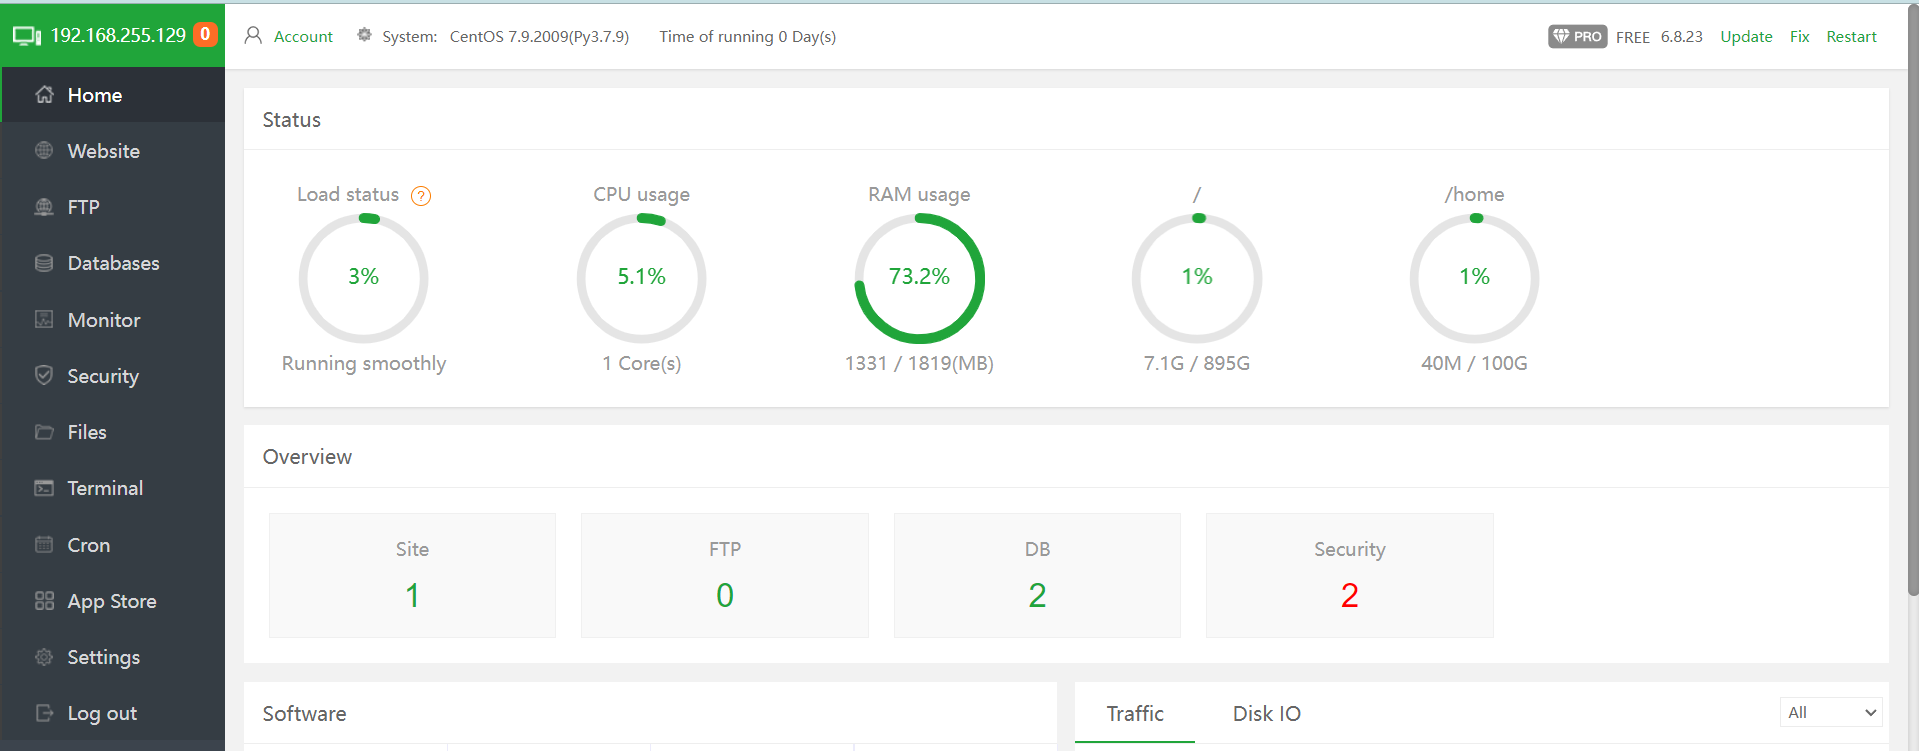 192.168.255.129 0
Account System: CentOS 7.9.2009(Py3.7.9) Time of running 0 Day(s) PRO FREE 6.8.23 Update Fix Restart
Home
Website
FTP
Databases
Monitor
Security
Files
Terminal
Cron
App Store
Settings
Log out
Status
Load status ? CPU usage RAM usage / /home
3% 5.1% 73.2% 1% 1%
Running smoothly 1 Core(s) 1331 / 1819(MB) 7.1G / 895G 40M / 100G
Overview
Site FTP DB Security
1 0 2 2
Software Traffic Disk IO All